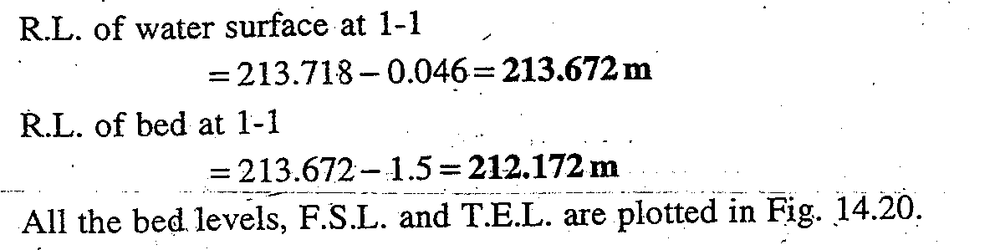 R.L. of water surface at 1-1
= 213.718 – 0.046 = 213.672 m
R.L. of bed at 1-1
= 213.672 – 1.5 = 212.172 m
All the bed levels, F.S.L. and T.E.L. are plotted in Fig. 14.20.